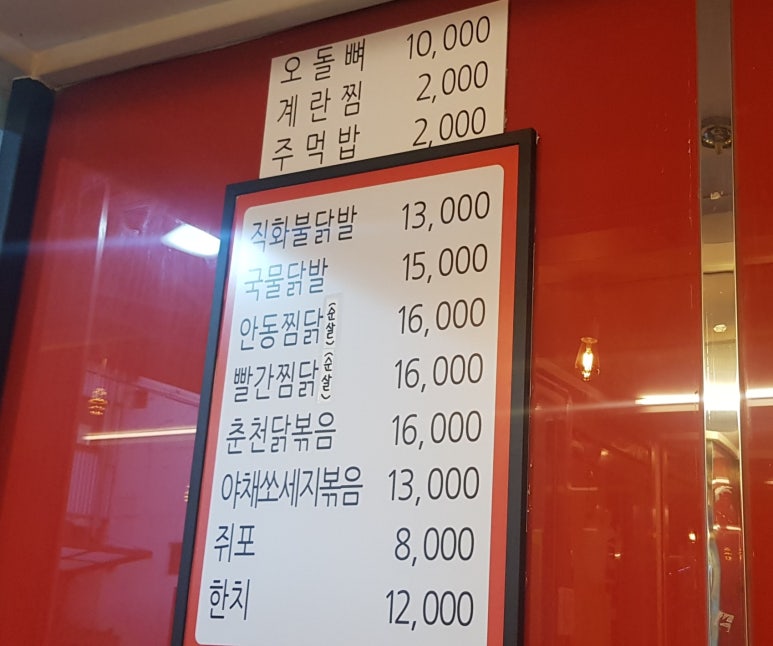 오돌뼈 10,000
계란찜 2,000
주먹밥 2,000
직화불닭발 13,000
국물닭발 15,000
안동찜닭(순살) 16,000
빨간찜닭(순살) 16,000
춘천닭볶음 16,000
야채쏘세지볶음 13,000
쥐포 8,000
한치 12,000